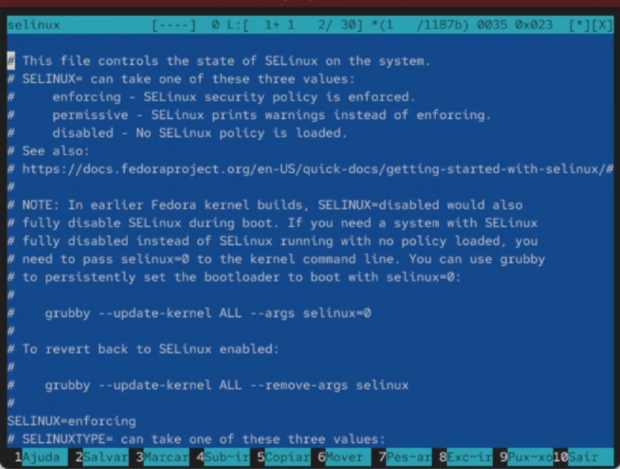 selinux [----] 0 L:[ 1+ 1 2/ 30] *(1 /1187b) 0035 0x023 [*][X]
# This file controls the state of SELinux on the system.
# SELINUX= can take one of these three values:
# enforcing - SELinux security policy is enforced.
# permissive - SELinux prints warnings instead of enforcing.
# disabled - No SELinux policy is loaded.
# See also:
# https://docs.fedoraproject.org/en-US/quick-docs/getting-started-with-selinux/#
#
# NOTE: In earlier Fedora kernel builds, SELINUX=disabled would also
# fully disable SELinux during boot. If you need a system with SELinux
# fully disabled instead of SELinux running with no policy loaded, you
# need to pass selinux=0 to the kernel command line. You can use grubby
# to persistently set the bootloader to boot with selinux=0:
#
# grubby --update-kernel ALL --args selinux=0
#
# To revert back to SELinux enabled:
#
# grubby --update-kernel ALL --remove-args selinux
#
SELINUX=enforcing
# SELINUXTYPE= can take one of these three values:
1Ajuda 2Salvar 3Marcar 4Sub~ir 5Copiar 6Mover 7Pes~ar 8Exc~ir 9Pux~xo 10Sair